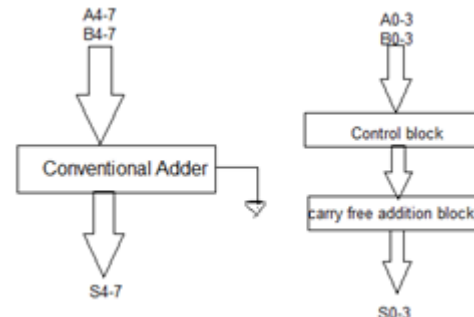 A4-7
B4-7
Conventional Adder
S4-7
A0-3
B0-3
Control block
carry free addition block
S0-3